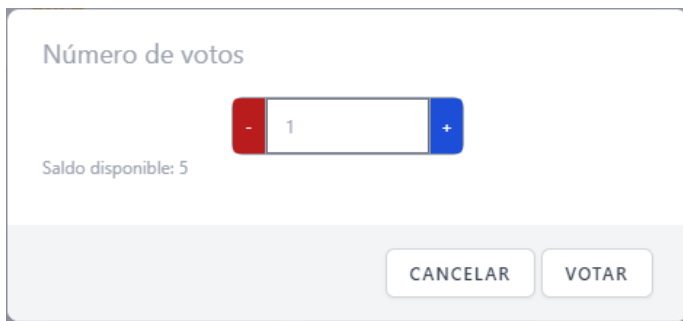 Número de votos
- 1 +
Saldo disponible: 5
CANCELAR VOTAR